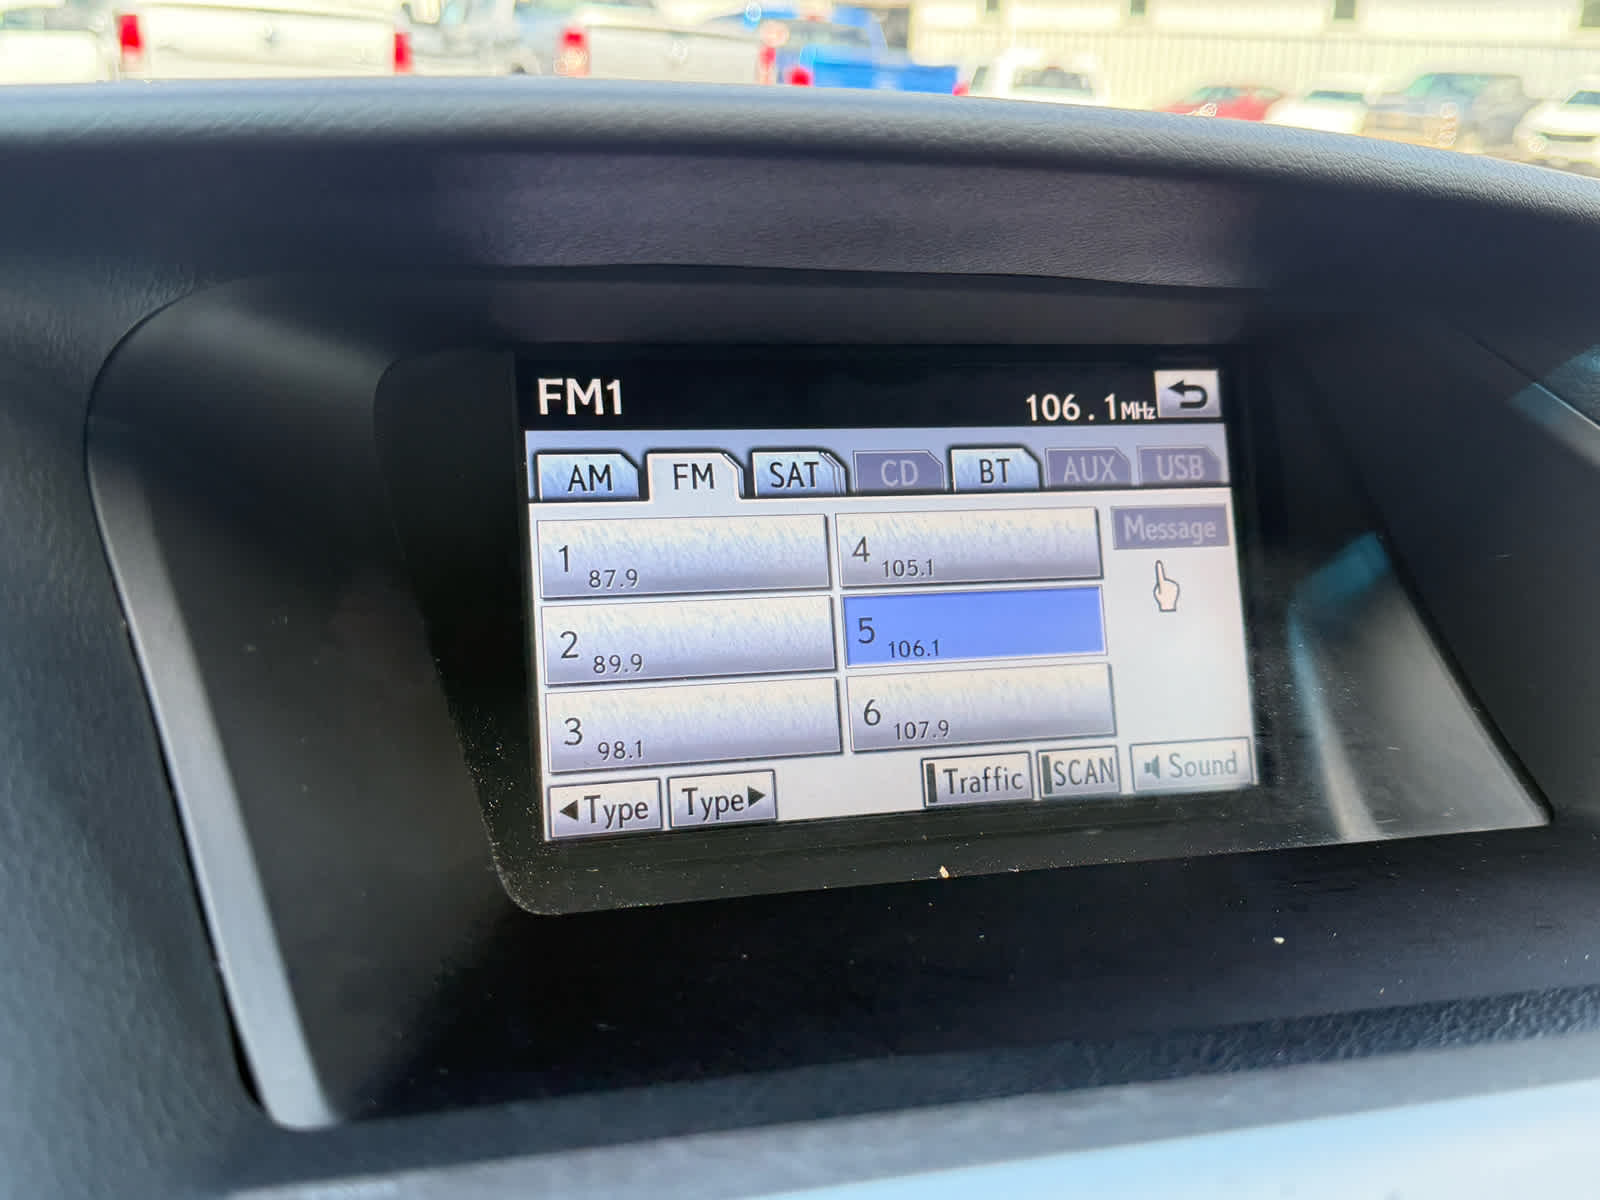 FM1
106.1MHz
AM FM SAT CD BT AUX USB
1 87.9
4 105.1
Message
2 89.9
5 106.1
3 98.1
6 107.9
◀Type Type▶ Traffic SCAN Sound